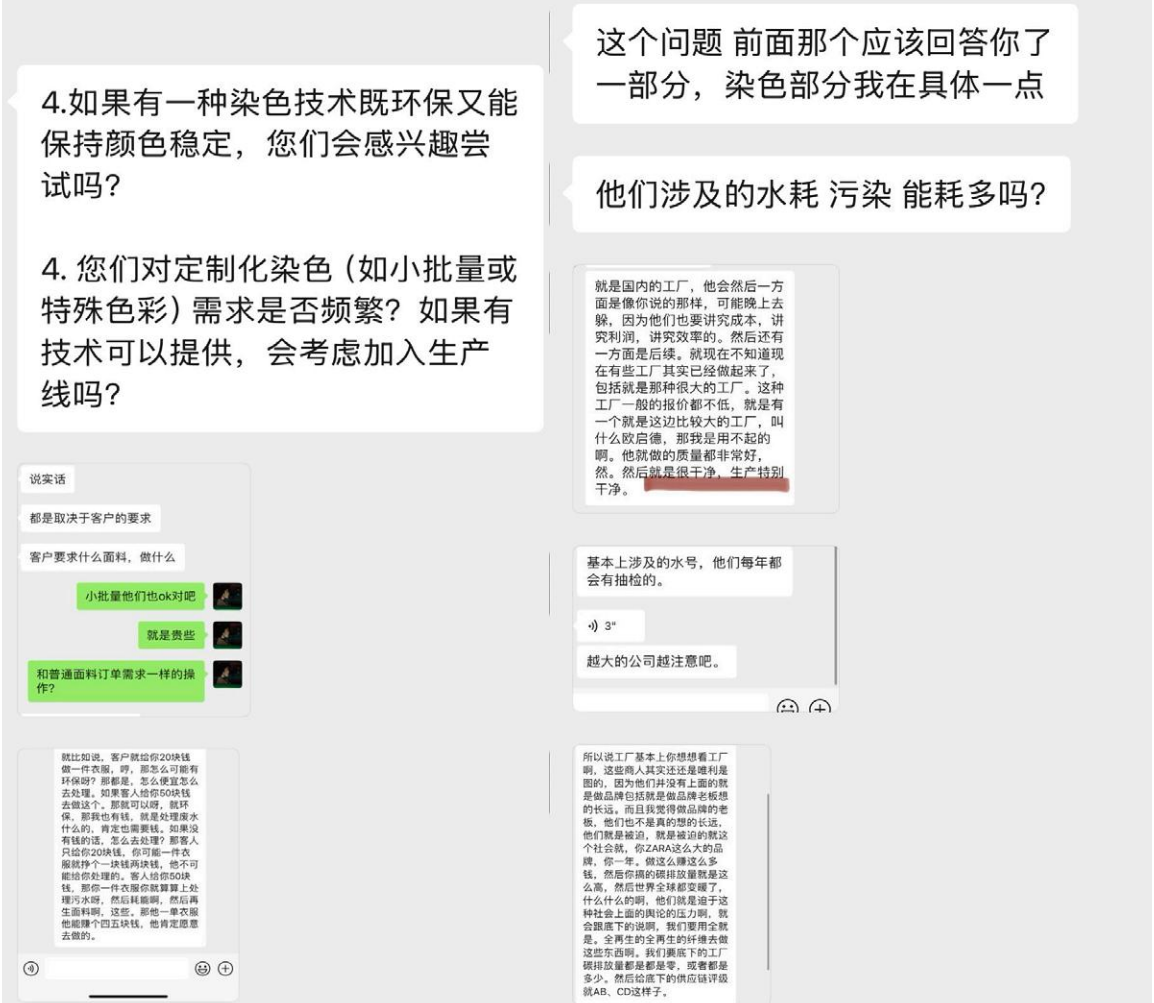 4.如果有一种染色技术既环保又能
保持颜色稳定，您们会感兴趣尝
试吗？
4. 您们对定制化染色（如小批量或
特殊色彩）需求是否频繁？如果有
技术可以提供，会考虑加入生产
线吗？
说实话
都是取决于客户的要求
客户要求什么面料，做什么
小批量他们也ok对吧
就是贵些
和普通面料订单需求一样的操
作？
就比如说，客户就给你20块钱
做一件衣服，哼，那怎么可能有
环保呀？那都是，怎么便宜怎么
去处理。如果客人给你50块钱
去做这个。那就可以呀，就环
保，那我也有钱，就是处理废水
什么的，肯定也需要钱。如果没
有钱的话，怎么去处理？那客人
只给你20块钱，你可能一件衣
服就挣个一块钱两块钱，他不可
能给你处理的。客人给你50块
钱，那你一件衣服你就算算上处
理污水呀，然后耗能啊，然后再
生面料啊，这些。那他一单衣服
他能赚个四五块钱，他肯定愿意
去做的。
这个问题 前面那个应该回答你了
一部分，染色部分我在具体一点
他们涉及的水耗 污染 能耗多吗？
就是国内的工厂，他会然后一方
面是像你说的那样，可能晚上去
躲，因为他们也要讲究成本，讲
究利润，讲究效率的。然后还有
一方面是后续。就现在不知道现
在有些工厂其实已经做起来了，
包括就是那种很大的工厂。这种
工厂一般的报价都不低，就是有
一个就是这边比较大的工厂，叫
什么欧启德，那我是用不起的
啊。他就做的质量都非常好，
然。然后就是很干净，生产特别
干净。
基本上涉及的水号，他们每年都
会有抽检的。
3"
越大的公司越注意吧。
所以说工厂基本上你想想看工厂
啊，这些商人其实还还是唯利是
图的，因为他们并没有上面的就
是做品牌包括就是做品牌老板想
的长远。而且我觉得做品牌的老
板，他们也不是真的想的长远，
他们就是被迫，就是被迫的就这
个社会就，你ZARA这么大的品
牌，你一年。做这么赚这么多
钱，然后你搞的碳排放量就是这
么高，然后世界全球都变暖了，
什么什么的啊，他们就是迫于这
种社会上面的舆论的压力啊，就
会跟底下的说啊，我们要用全就
是。全再生的全再生的纤维去做
这些东西啊。我们要底下的工厂
碳排放量都是都是零，或者都是
多少。然后给底下的供应链评级
就AB、CD这样子。